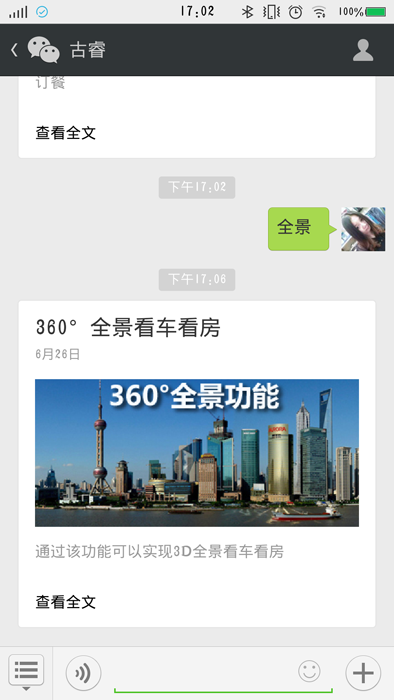 17:02
100%
古睿
订餐
查看全文
下午17:02
全景
下午17:06
360° 全景看车看房
6月26日
360°全景功能
通过该功能可以实现3D全景看车看房
查看全文